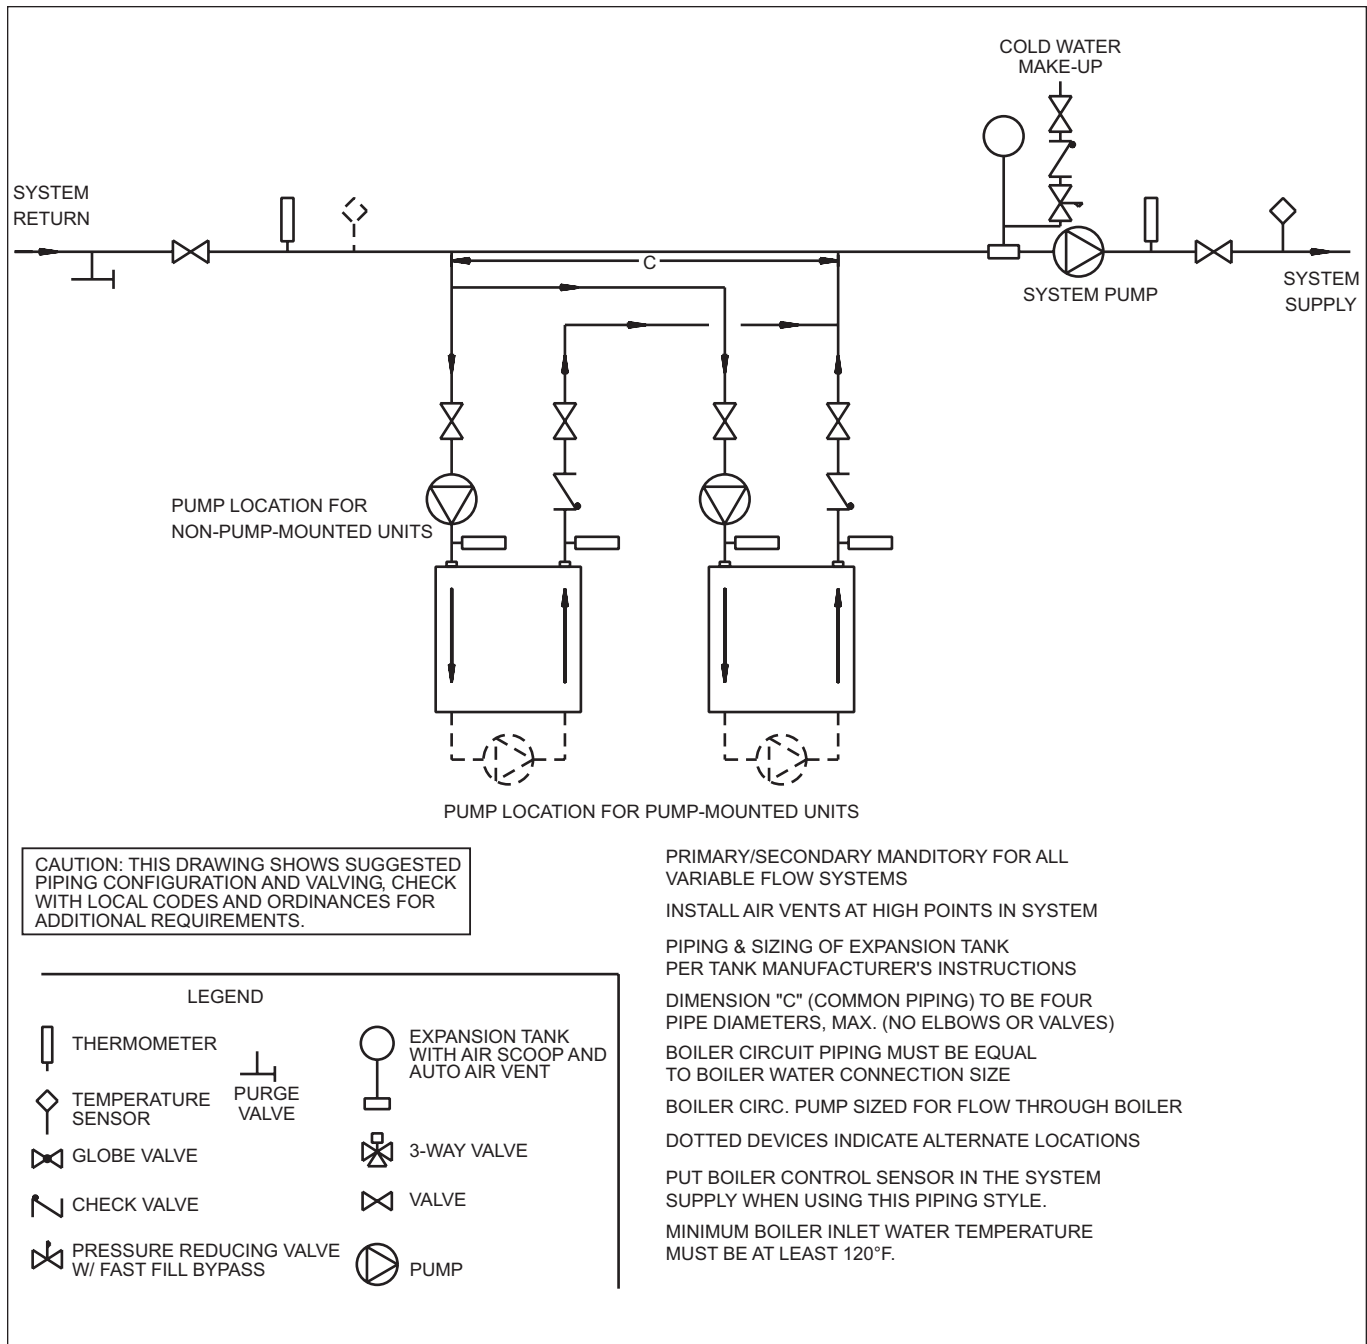 COLD WATER
MAKE-UP
SYSTEM
RETURN
C
SYSTEM PUMP
SYSTEM
SUPPLY
PUMP LOCATION FOR
NON-PUMP-MOUNTED UNITS
PUMP LOCATION FOR PUMP-MOUNTED UNITS
CAUTION: THIS DRAWING SHOWS SUGGESTED
PIPING CONFIGURATION AND VALVING, CHECK
WITH LOCAL CODES AND ORDINANCES FOR
ADDITIONAL REQUIREMENTS.
LEGEND
THERMOMETER
TEMPERATURE
SENSOR
PURGE
VALVE
GLOBE VALVE
CHECK VALVE
PRESSURE REDUCING VALVE
W/ FAST FILL BYPASS
EXPANSION TANK
WITH AIR SCOOP AND
AUTO AIR VENT
3-WAY VALVE
VALVE
PUMP
PRIMARY/SECONDARY MANDITORY FOR ALL
VARIABLE FLOW SYSTEMS
INSTALL AIR VENTS AT HIGH POINTS IN SYSTEM
PIPING & SIZING OF EXPANSION TANK
PER TANK MANUFACTURER'S INSTRUCTIONS
DIMENSION "C" (COMMON PIPING) TO BE FOUR
PIPE DIAMETERS, MAX. (NO ELBOWS OR VALVES)
BOILER CIRCUIT PIPING MUST BE EQUAL
TO BOILER WATER CONNECTION SIZE
BOILER CIRC. PUMP SIZED FOR FLOW THROUGH BOILER
DOTTED DEVICES INDICATE ALTERNATE LOCATIONS
PUT BOILER CONTROL SENSOR IN THE SYSTEM
SUPPLY WHEN USING THIS PIPING STYLE.
MINIMUM BOILER INLET WATER TEMPERATURE
MUST BE AT LEAST 120°F.